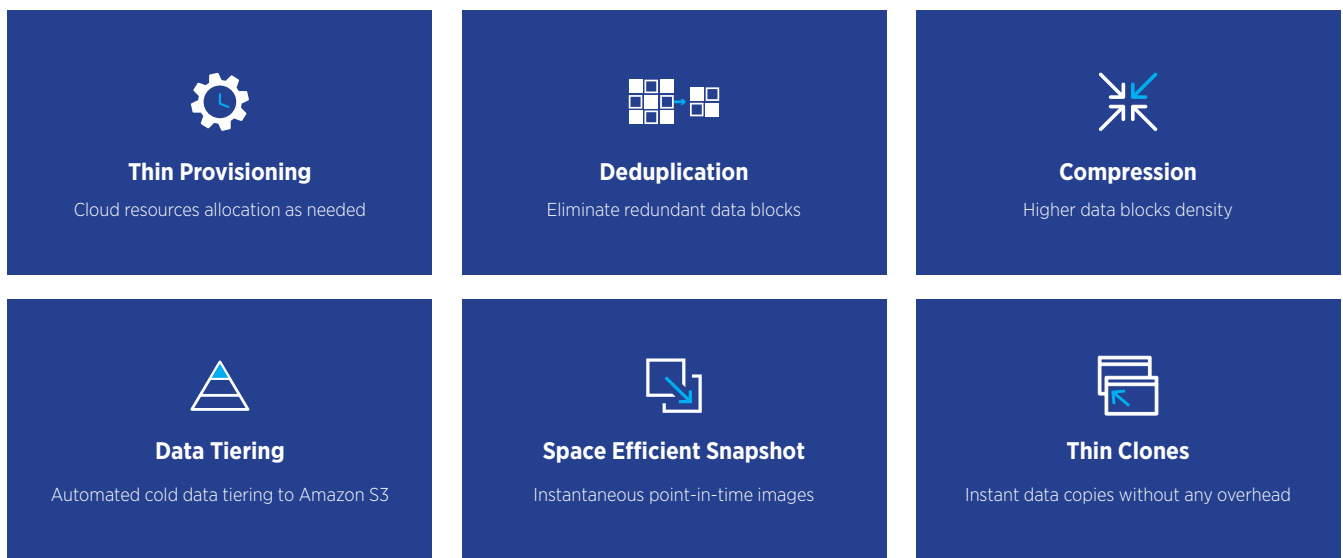 Thin Provisioning
Cloud resources allocation as needed
Deduplication
Eliminate redundant data blocks
Compression
Higher data blocks density
Data Tiering
Automated cold data tiering to Amazon S3
Space Efficient Snapshot
Instantaneous point-in-time images
Thin Clones
Instant data copies without any overhead